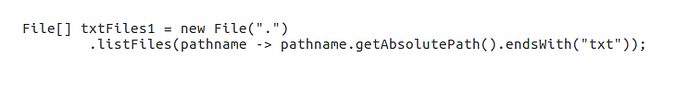 File[] txtFiles1 = new File(".")
        .listFiles(pathname -> pathname.getAbsolutePath().endsWith("txt"));